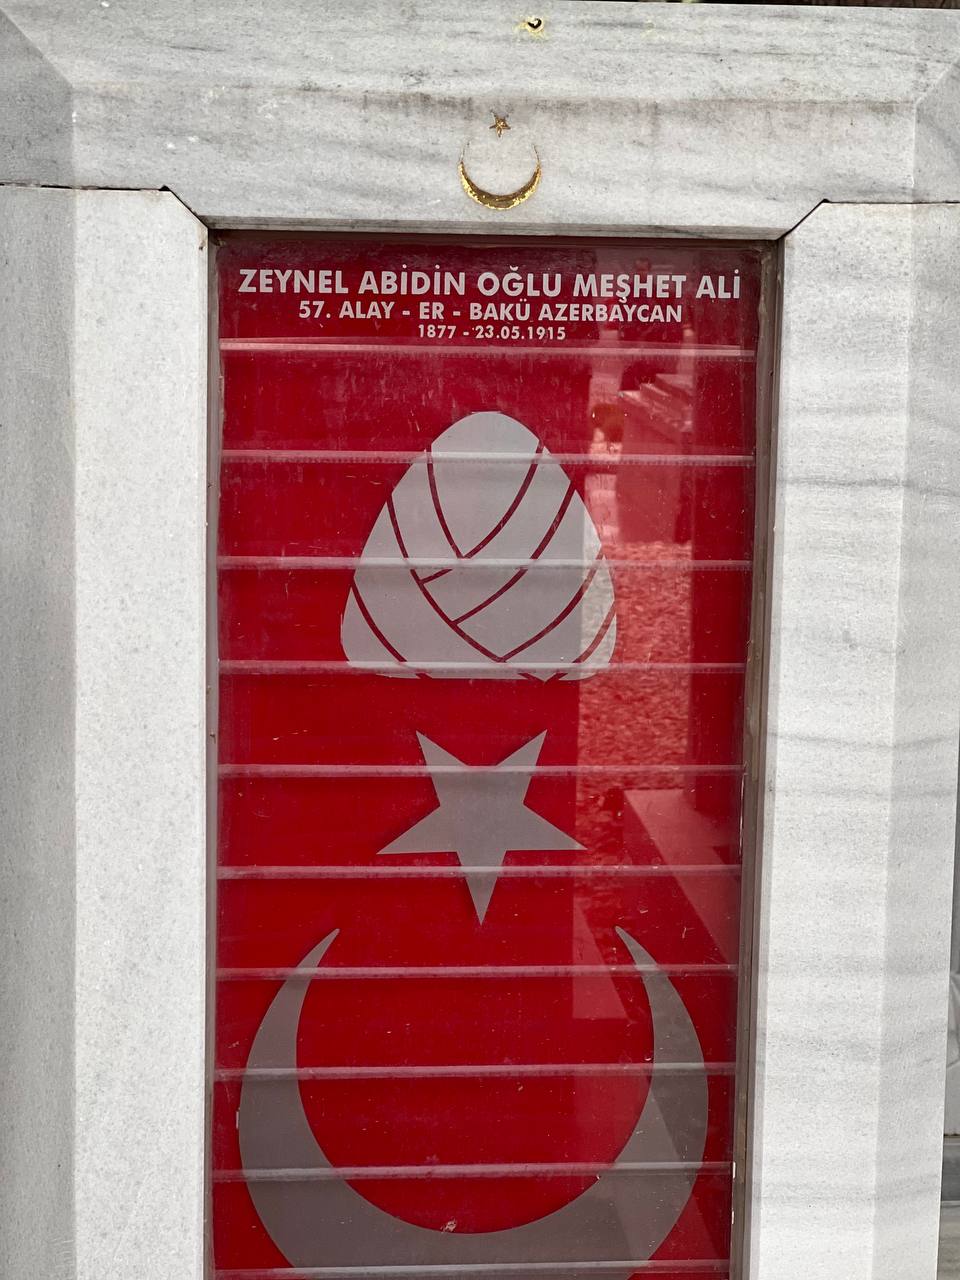 ZEYNEL ABİDİN OĞLU MEŞHET ALİ
57. ALAY - ER - BAKÜ AZERBAYCAN
1877 - 23.05.1915